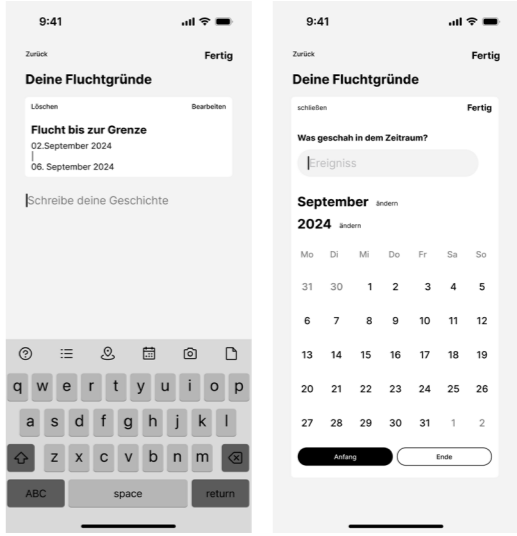 9:41
Zurück Fertig
Deine Fluchtgründe
Löschen Bearbeiten
Flucht bis zur Grenze
02.September 2024
06. September 2024
Schreibe deine Geschichte
q w e r t y u i o p
a s d f g h j k l
z x c v b n m
ABC space return
9:41
Zurück Fertig
Deine Fluchtgründe
schließen Fertig
Was geschah in dem Zeitraum?
Ereigniss
September ändern
2024 ändern
Mo Di Mi Do Fr Sa So
31 30 1 2 3 4 5
6 7 8 9 10 11 12
13 14 15 16 17 18 19
20 21 22 23 24 25 26
27 28 29 30 31 1 2
Anfang Ende